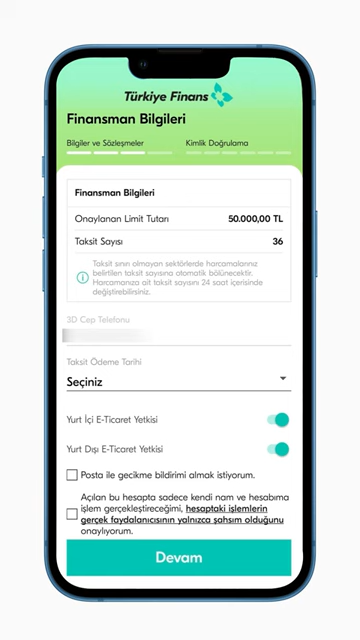 Türkiye Finans
Finansman Bilgileri
Bilgiler ve Sözleşmeler
Kimlik Doğrulama
Finansman Bilgileri
Onaylanan Limit Tutarı 50.000,00 TL
Taksit Sayısı 36
Taksit sınırı olmayan sektörlerde harcamalarınız
belirtilen taksit sayısına otomatik bölünecektir.
Harcamanıza ait taksit sayısını 24 saat içerisinde
değiştirebilirsiniz.
3D Cep Telefonu
Taksit Ödeme Tarihi
Seçiniz
Yurt İçi E-Ticaret Yetkisi
Yurt Dışı E-Ticaret Yetkisi
Posta ile gecikme bildirimi almak istiyorum.
Açılan bu hesapta sadece kendi nam ve hesabıma
işlem gerçekleştireceğimi, hesaptaki işlemlerin
gerçek faydalanıcısının yalnızca şahsım olduğunu
onaylıyorum.
Devam